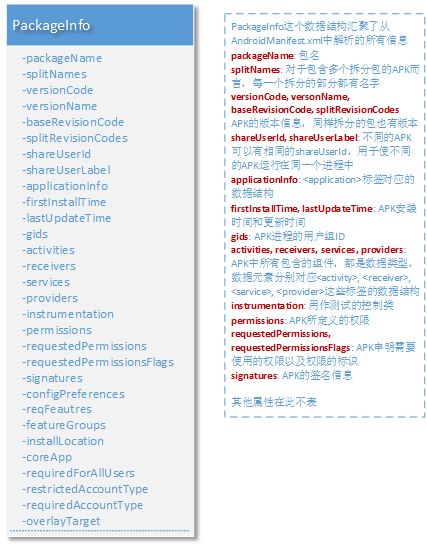 PackageInfo
-packageName
-splitNames
-versionCode
-versionName
-baseRevisionCode
-splitRevisionCodes
-shareUserId
-shareUserLabel
-applicationInfo
-firstInstallTime
-lastUpdateTime
-gids
-activities
-receivers
-services
-providers
-instrumentation
-permissions
-requestedPermissions
-requestedPermissionsFlags
-signatures
-configPreferences
-reqFeautres
-featureGroups
-installLocation
-coreApp
-requiredForAllUsers
-restrictedAccountType
-requiredAccountType
-overlayTarget
PackageInfo这个数据结构汇聚了从
AndroidManifest.xml中解析的所有信息
packageName: 包名
splitNames: 对于包含多个拆分包的APK而
言，每一个拆分的部分都有名字
versionCode, versonName,
baseRevisionCode, splitRevisionCodes
APK的版本信息，同样拆分的包也有版本
shareUserId, shareUserLabel: 不同的APK
可以有相同的shareUserId，用于使不同
的APK运行在同一个进程中
applicationInfo: <application>标签对应的
数据结构
firstInstallTime, lastUpdateTime: APK安装
时间和更新时间
gids: APK进程的用户组ID
activities, receivers, services, providers:
APK中所有包含的组件，都是数据类型，
数据元素分别对应<activity>, <receiver>,
<service>, <provider>这些标签的数据结构
instrumentation: 用作测试的控制类
permissions: APK所定义的权限
requestedPermissions,
requestedPermissionsFlags: APK申明需要
使用的权限以及权限的标识
signatures: APK的签名信息
其他属性在此不表